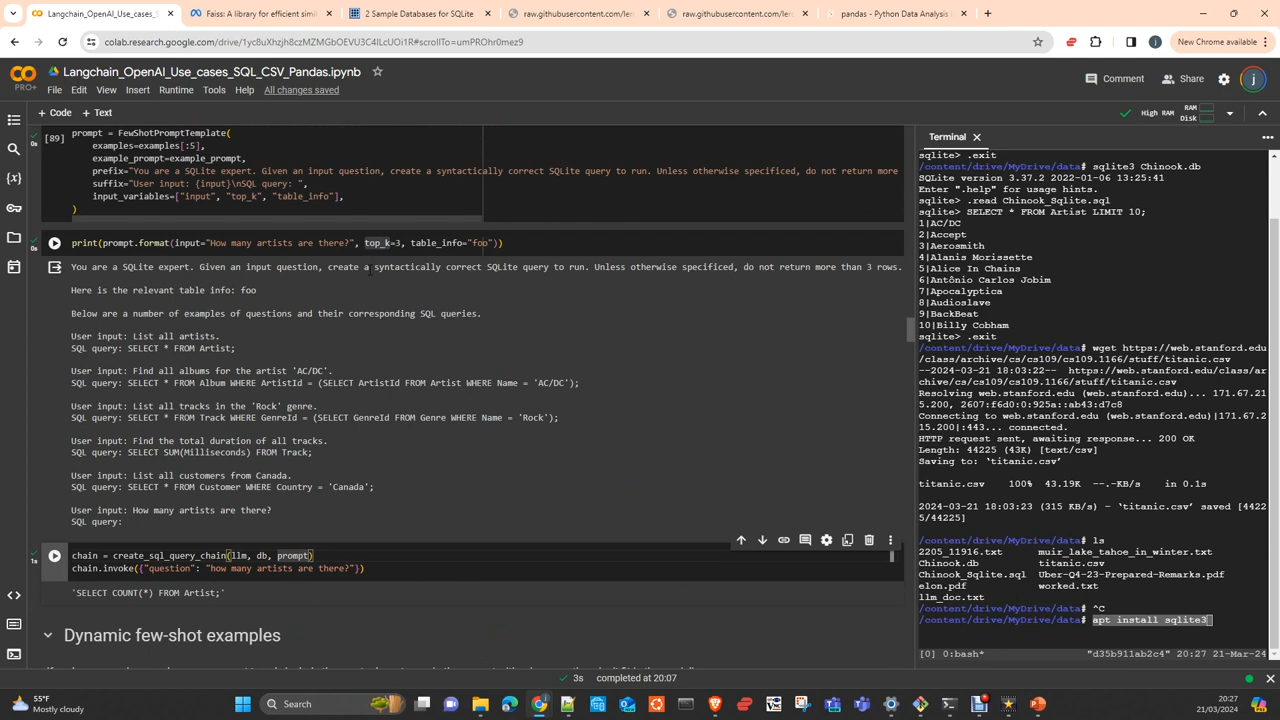 Langchain_OpenAI_Use_cases
Faiss: A library for efficient simil
2 Sample Databases for SQLite
raw.githubusercontent.com/len
raw.githubusercontent.com/len
pandas - Python Data Analysis
colab.research.google.com/drive/1yc8uXhzjh8czMZMGbOEVU3C4ILcUOi1R#scrollTo=umPROhr0mez9
New Chrome available
Langchain_OpenAI_Use_cases_SQL_CSV_Pandas.ipynb
PRO+
File Edit View Insert Runtime Tools Help All changes saved
Comment Share
+ Code + Text
High RAM RAM Disk
[89]
0s
prompt = FewShotPromptTemplate(
examples=examples[:5],
example_prompt=example_prompt,
prefix="You are a SQLite expert. Given an input question, create a syntactically correct SQLite query to run. Unless otherwise specificed, do not return more
suffix="User input: {input}\nSQL query: ",
input_variables=["input", "top_k", "table_info"],
)
0s
print(prompt.format(input="How many artists are there?", top_k=3, table_info="foo"))
You are a SQLite expert. Given an input question, create a syntactically correct SQLite query to run. Unless otherwise specificed, do not return more than 3 rows.
Here is the relevant table info: foo
Below are a number of examples of questions and their corresponding SQL queries.
User input: List all artists.
SQL query: SELECT * FROM Artist;
User input: Find all albums for the artist 'AC/DC'.
SQL query: SELECT * FROM Album WHERE ArtistId = (SELECT ArtistId FROM Artist WHERE Name = 'AC/DC');
User input: List all tracks in the 'Rock' genre.
SQL query: SELECT * FROM Track WHERE GenreId = (SELECT GenreId FROM Genre WHERE Name = 'Rock');
User input: Find the total duration of all tracks.
SQL query: SELECT SUM(Milliseconds) FROM Track;
User input: List all customers from Canada.
SQL query: SELECT * FROM Customer WHERE Country = 'Canada';
User input: How many artists are there?
SQL query:
1s
chain = create_sql_query_chain(llm, db, prompt)
chain.invoke({"question": "how many artists are there?"})
'SELECT COUNT(*) FROM Artist;'
Dynamic few-shot examples
Terminal
sqlite> .exit
/content/drive/MyDrive/data# sqlite3 Chinook.db
SQLite version 3.37.2 2022-01-06 13:25:41
Enter ".help" for usage hints.
sqlite> .read Chinook_Sqlite.sql
sqlite> SELECT * FROM Artist LIMIT 10;
1|AC/DC
2|Accept
3|Aerosmith
4|Alanis Morissette
5|Alice In Chains
6|Antônio Carlos Jobim
7|Apocalyptica
8|Audioslave
9|BackBeat
10|Billy Cobham
sqlite> .exit
/content/drive/MyDrive/data# wget https://web.stanford.edu
/class/archive/cs/cs109/cs109.1166/stuff/titanic.csv
--2024-03-21 18:03:22-- https://web.stanford.edu/class/ar
chive/cs/cs109/cs109.1166/stuff/titanic.csv
Resolving web.stanford.edu (web.stanford.edu)... 171.67.21
5.200, 2607:f6d0:0:925a::ab43:d7c8
Connecting to web.stanford.edu (web.stanford.edu)|171.67.2
15.200|:443... connected.
HTTP request sent, awaiting response... 200 OK
Length: 44225 (43K) [text/csv]
Saving to: ‘titanic.csv’
titanic.csv 100% 43.19K --.-KB/s in 0.1s
2024-03-21 18:03:23 (315 KB/s) - ‘titanic.csv’ saved [4422
5/44225]
/content/drive/MyDrive/data# ls
2205_11916.txt muir_lake_tahoe_in_winter.txt
Chinook.db titanic.csv
Chinook_Sqlite.sql Uber-Q4-23-Prepared-Remarks.pdf
elon.pdf worked.txt
llm_doc.txt
/content/drive/MyDrive/data# ^C
/content/drive/MyDrive/data# apt install sqlite3
[0] 0:bash* "d35b911ab2c4" 20:27 21-Mar-24
3s completed at 20:07
55°F
Mostly cloudy
Search
20:27
21/03/2024